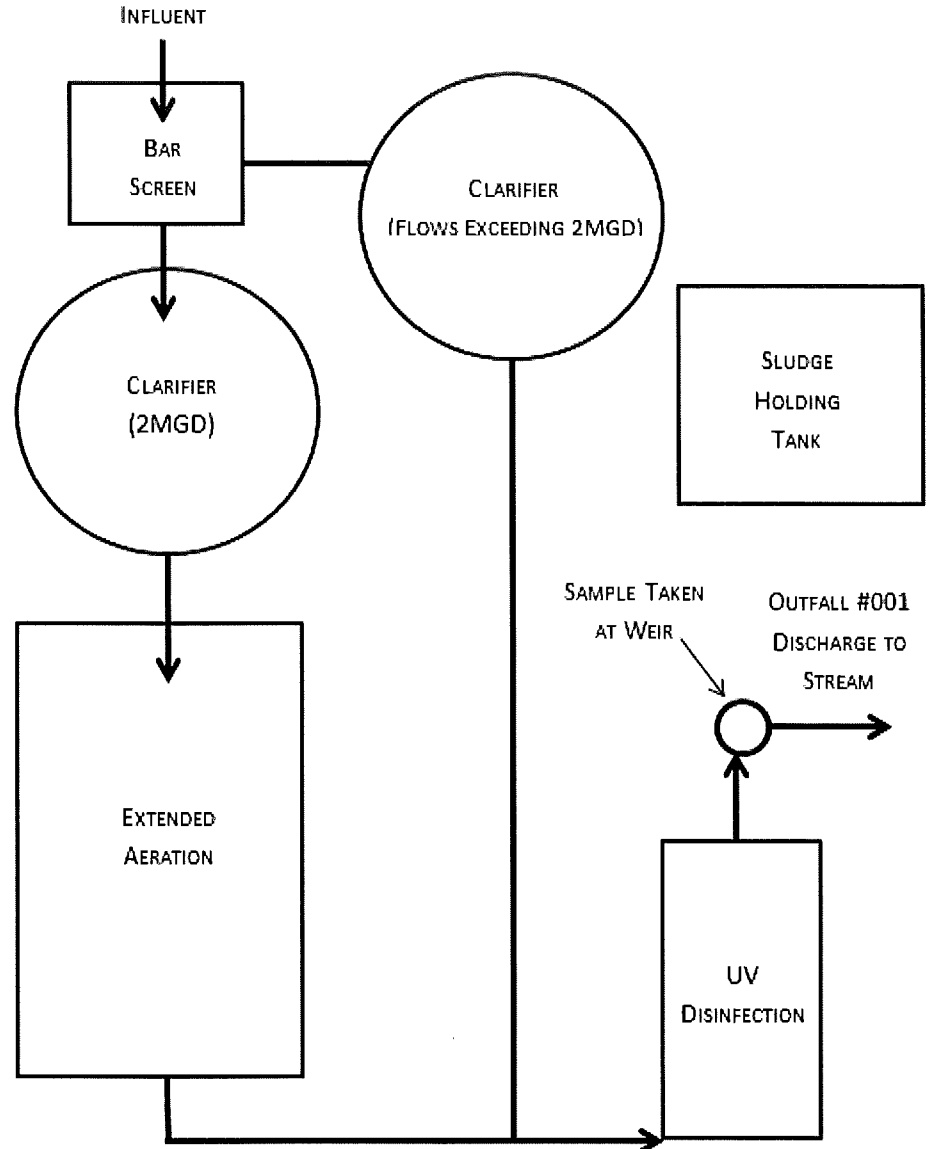 INFLUENT
BAR
SCREEN
CLARIFIER
(FLOWS EXCEEDING 2MGD)
CLARIFIER
(2MGD)
SLUDGE
HOLDING
TANK
SAMPLE TAKEN
AT WEIR
OUTFALL #001
DISCHARGE TO
STREAM
EXTENDED
AERATION
UV
DISINFECTION